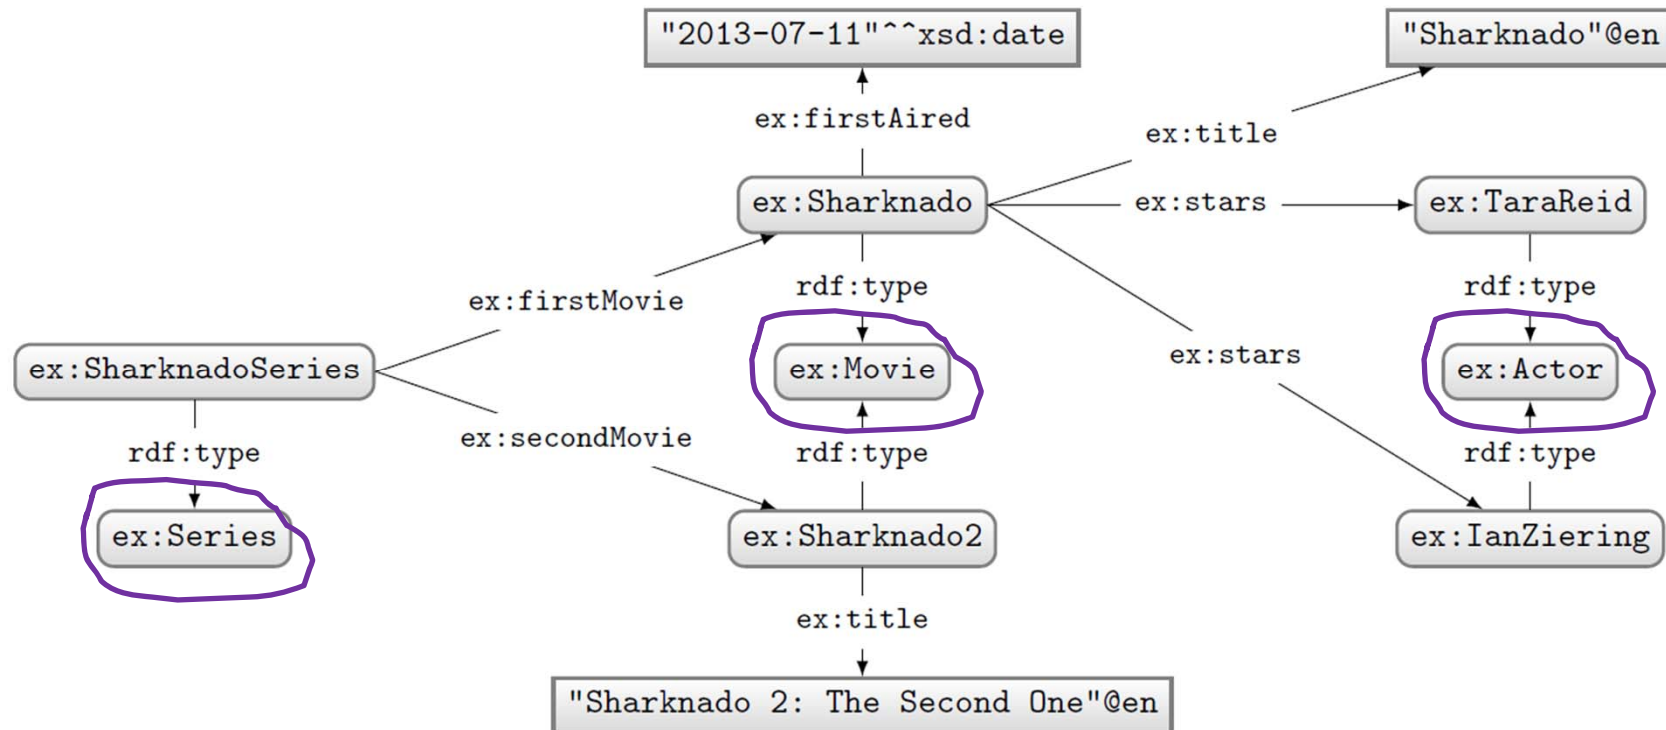 "2013-07-11"^^xsd:date
"Sharknado"@en
ex:firstAired
ex:title
ex:Sharknado
ex:stars
ex:TaraReid
ex:firstMovie
rdf:type
rdf:type
ex:SharknadoSeries
ex:Movie
ex:stars
ex:Actor
rdf:type
ex:secondMovie
rdf:type
rdf:type
ex:Series
ex:Sharknado2
ex:IanZiering
ex:title
"Sharknado 2: The Second One"@en